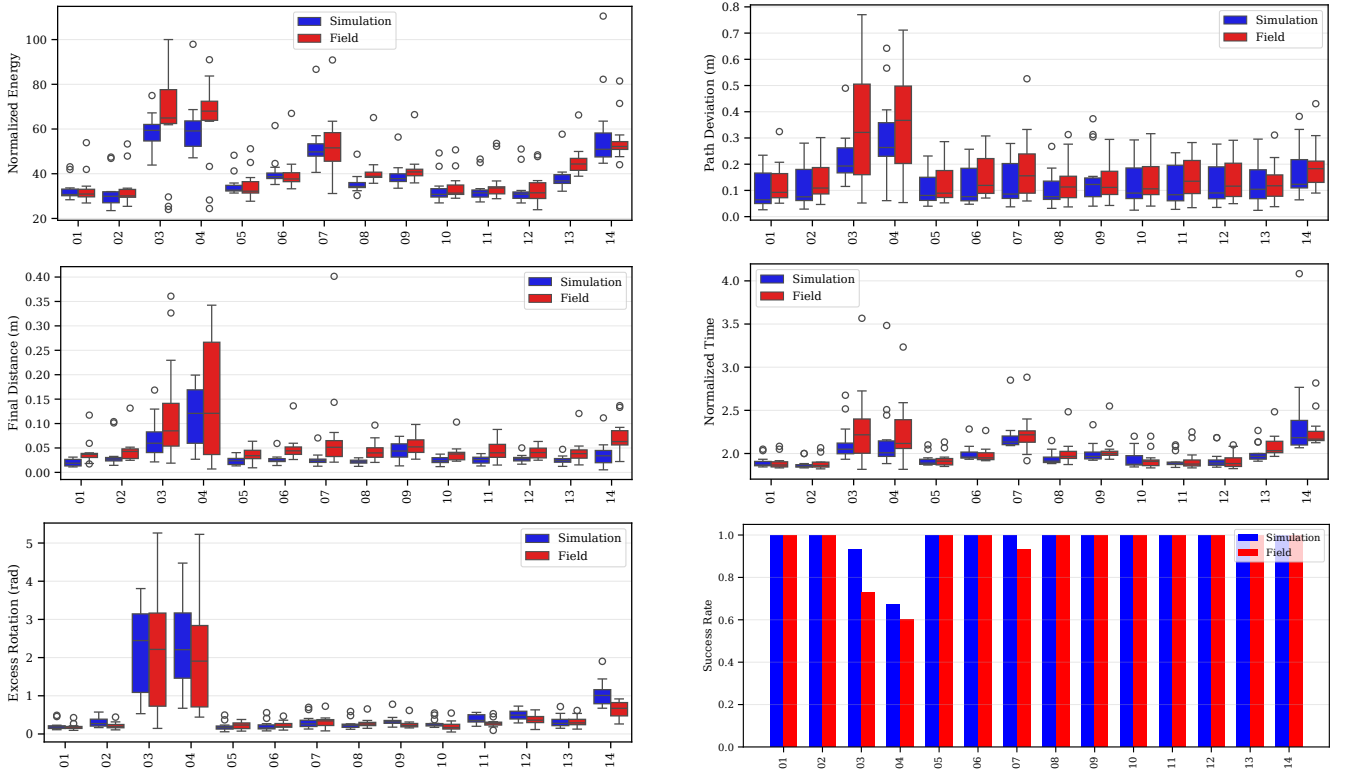 Normalized Energy
100
80
60
40
20
Simulation
Field
01 02 03 04 05 06 07 08 09 10 11 12 13 14
Path Deviation (m)
0.8
0.7
0.6
0.5
0.4
0.3
0.2
0.1
0.0
Simulation
Field
01 02 03 04 05 06 07 08 09 10 11 12 13 14
Final Distance (m)
0.40
0.35
0.30
0.25
0.20
0.15
0.10
0.05
0.00
Simulation
Field
01 02 03 04 05 06 07 08 09 10 11 12 13 14
Normalized Time
4.0
3.5
3.0
2.5
2.0
Simulation
Field
01 02 03 04 05 06 07 08 09 10 11 12 13 14
Excess Rotation (rad)
5
4
3
2
1
0
Simulation
Field
01 02 03 04 05 06 07 08 09 10 11 12 13 14
Success Rate
1.0
0.8
0.6
0.4
0.2
0.0
Simulation
Field
01 02 03 04 05 06 07 08 09 10 11 12 13 14